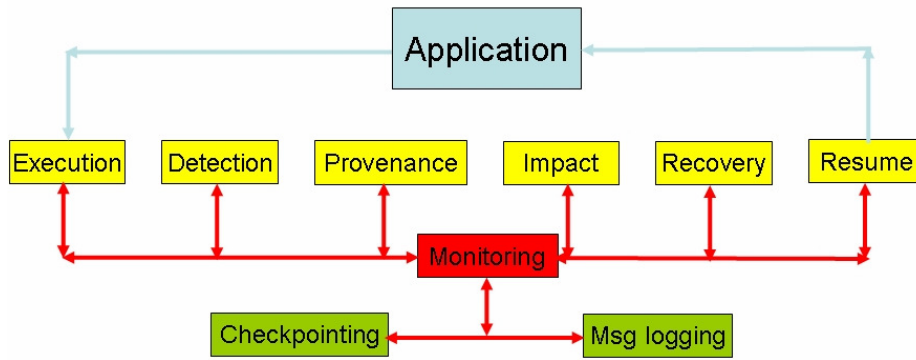 Application
Execution
Detection
Provenance
Impact
Recovery
Resume
Monitoring
Checkpointing
Msg logging